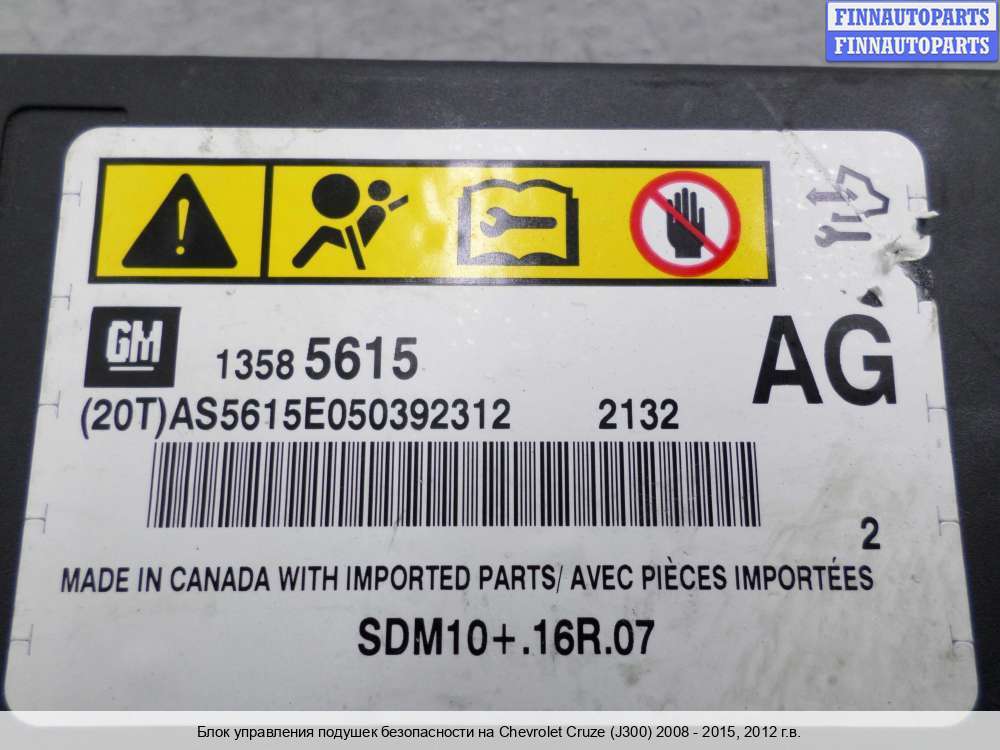 FINNAUTOPARTS
FINNAUTOPARTS
GM
1358 5615
AG
(20T)AS5615E050392312 2132
2
MADE IN CANADA WITH IMPORTED PARTS/ AVEC PIÈCES IMPORTÉES
SDM10+.16R.07
Блок управления подушек безопасности на Chevrolet Cruze (J300) 2008 - 2015, 2012 г.в.